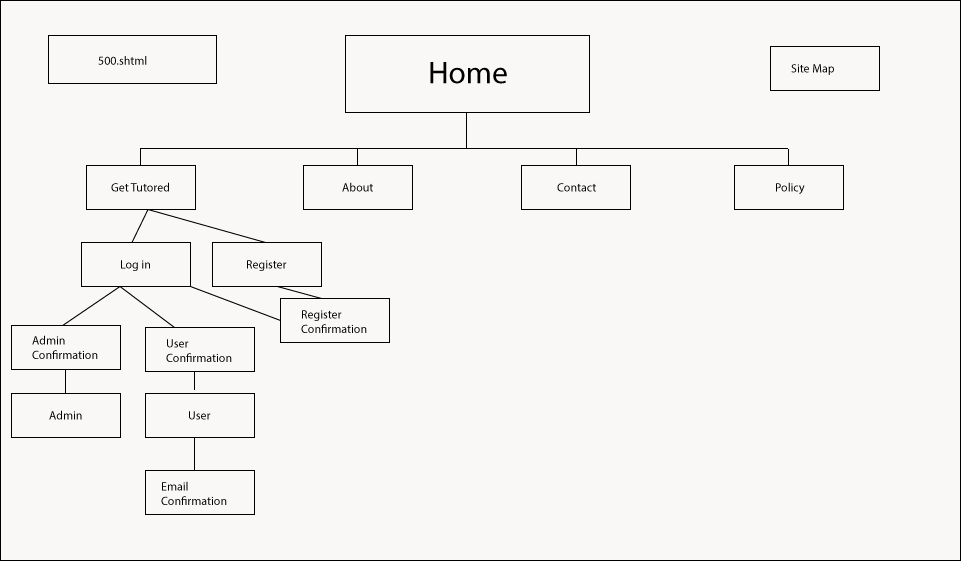 500.shtml
Home
Site Map
Get Tutored
About
Contact
Policy
Log in
Register
Register
Confirmation
Admin
Confirmation
User
Confirmation
Admin
User
Email
Confirmation